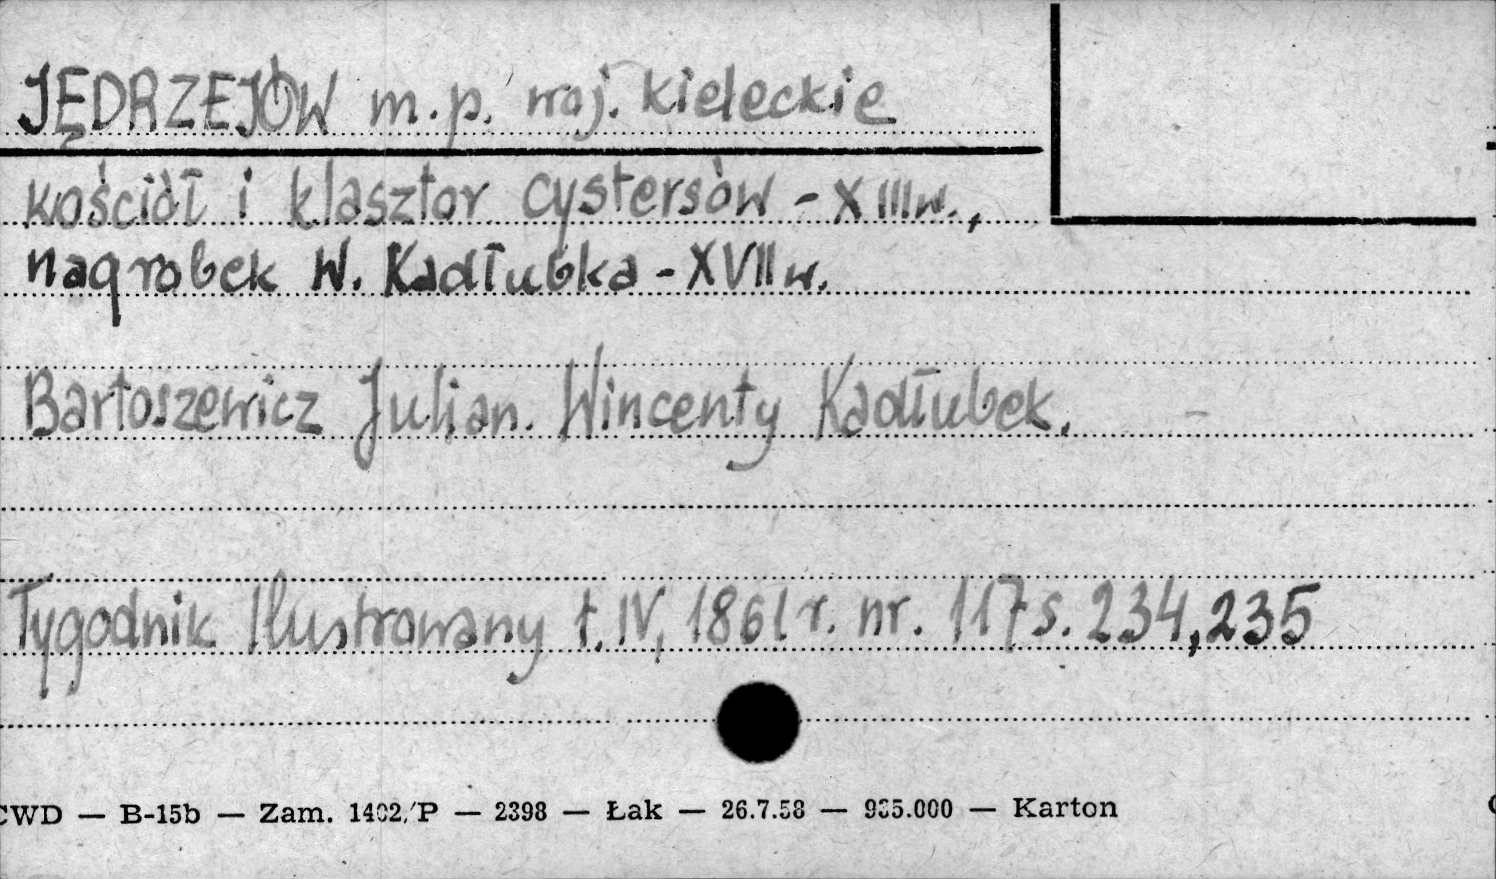 JĘDRZEJÓW m.p. woj. kieleckie
kościół i klasztor cystersów - XIII w.,
nagrobek W. Kadłubka - XVII w.
Bartoszewicz Julian. Wincenty Kadłubek.
Tygodnik Ilustrowany t. IV, 1861 r. nr. 117 s. 234,235
CWD — B-15b — Zam. 1402/P — 2398 — Łak — 26.7.58 — 935.000 — Karton